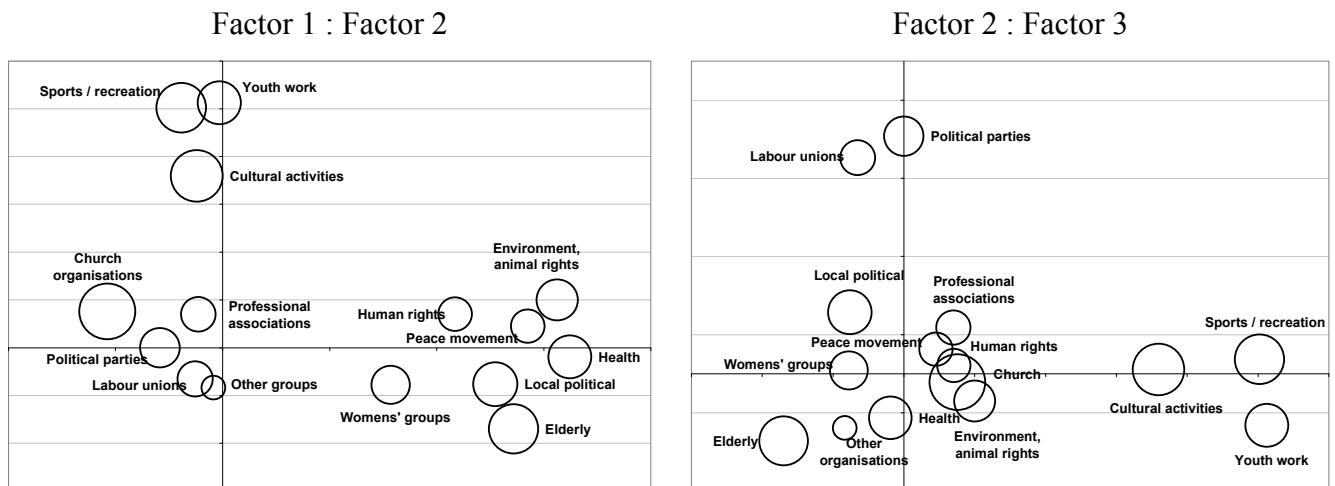 Factor 1 : Factor 2
Sports / recreation
Youth work
Cultural activities
Church
organisations
Environment,
animal rights
Professional
associations
Human rights
Peace movement
Political parties
Health
Labour unions
Other groups
Local political
Womens' groups
Elderly
Factor 2 : Factor 3
Political parties
Labour unions
Local political
Professional
associations
Sports / recreation
Peace movement
Human rights
Womens' groups
Church
Cultural activities
Health
Elderly
Other
organisations
Environment,
animal rights
Youth work